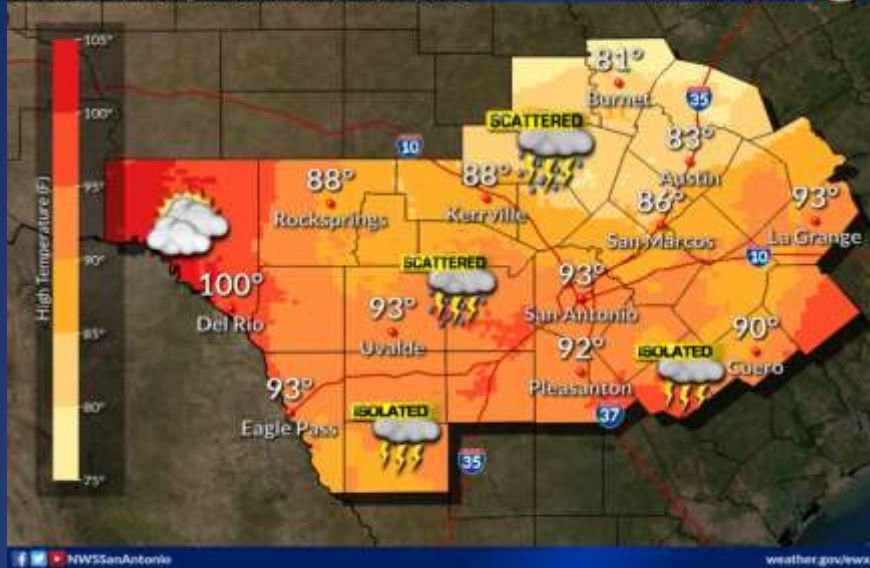 105°
100°
95°
90°
85°
80°
75°
High Temperature (F)
81°
Burnet
35
SCATTERED
83°
Austin
10
88°
Rocksprings
88°
Kerrville
86°
San Marcos
93°
La Grange
10
SCATTERED
100°
Del Rio
93°
Uvalde
93°
San Antonio
92°
Pleasanton
ISOLATED
90°
Cuero
93°
Eagle Pass
ISOLATED
37
35
NWSSanAntonio
weather.gov/ewx